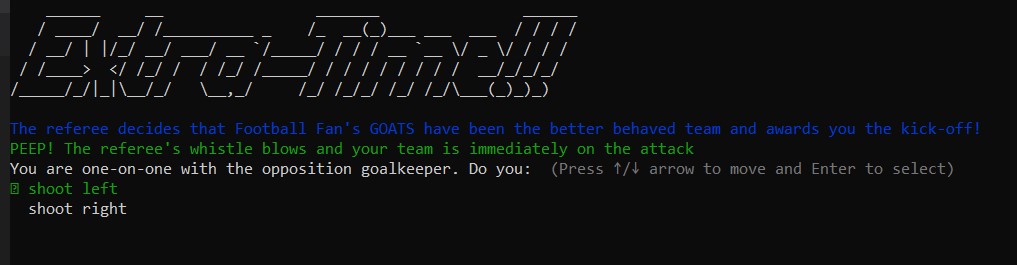 Extra-Time!!!
The referee decides that Football Fan's GOATS have been the better behaved team and awards you the kick-off!
PEEP! The referee's whistle blows and your team is immediately on the attack
You are one-on-one with the opposition goalkeeper. Do you:  (Press ↑/↓ arrow to move and Enter to select)
⍰ shoot left
shoot right